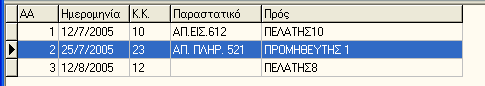 ΑΑ Ημερομηνία Κ.Κ. Παραστατικό Πρός
1 12/7/2005 10 ΑΠ.ΕΙΣ.612 ΠΕΛΑΤΗΣ10
2 25/7/2005 23 ΑΠ. ΠΛΗΡ. 521 ΠΡΟΜΗΘΕΥΤΗΣ 1
3 12/8/2005 12 ΠΕΛΑΤΗΣ8